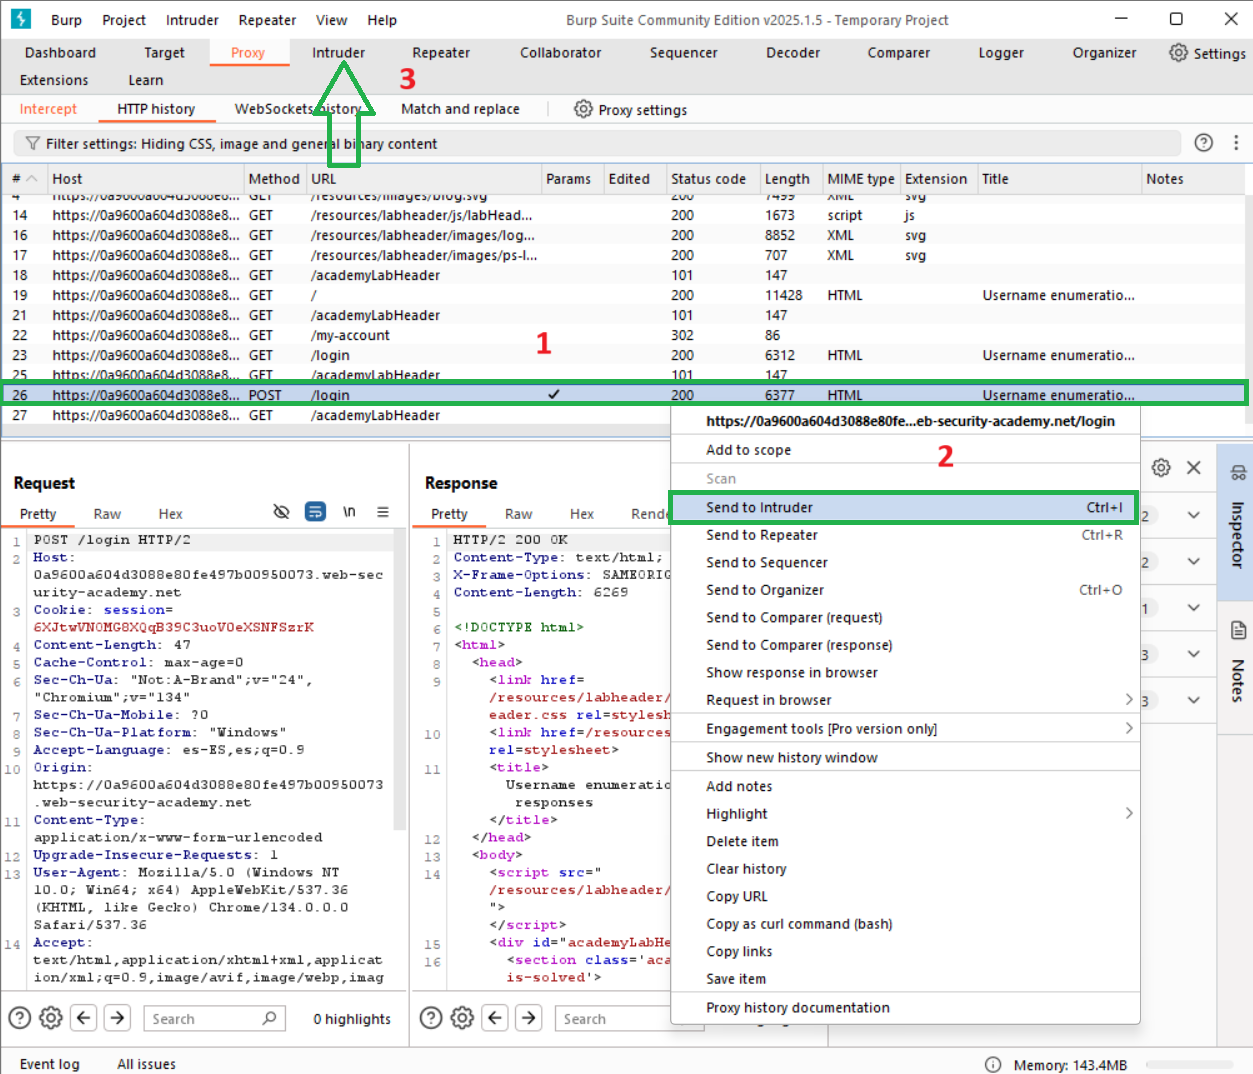 Burp Project Intruder Repeater View Help Burp Suite Community Edition v2025.1.5 - Temporary Project
Dashboard Target Proxy Intruder Repeater Collaborator Sequencer Decoder Comparer Logger Organizer Settings
Extensions Learn
3
Intercept HTTP history WebSockets history Match and replace Proxy settings
Filter settings: Hiding CSS, image and general binary content
# Host Method URL Params Edited Status code Length MIME type Extension Title Notes
4 https://0a9600a604d3088e8... GET /resources/images/blog.svg 200 7499 XML svg
14 https://0a9600a604d3088e8... GET /resources/labheader/js/labHead... 200 1673 script js
16 https://0a9600a604d3088e8... GET /resources/labheader/images/log... 200 8852 XML svg
17 https://0a9600a604d3088e8... GET /resources/labheader/images/ps-l... 200 707 XML svg
18 https://0a9600a604d3088e8... GET /academyLabHeader 101 147
19 https://0a9600a604d3088e8... GET / 200 11428 HTML Username enumeratio...
21 https://0a9600a604d3088e8... GET /academyLabHeader 101 147
22 https://0a9600a604d3088e8... GET /my-account 302 86
1
23 https://0a9600a604d3088e8... GET /login 200 6312 HTML Username enumeratio...
25 https://0a9600a604d3088e8... GET /academyLabHeader 101 147
26 https://0a9600a604d3088e8... POST /login ✓ 200 6377 HTML Username enumeratio...
27 https://0a9600a604d3088e8... GET /academyLabHeader
https://0a9600a604d3088e80fe...eb-security-academy.net/login
Add to scope
2
Scan
Send to Intruder Ctrl+I
Send to Repeater Ctrl+R
Send to Sequencer
Send to Organizer Ctrl+O
Send to Comparer (request)
Send to Comparer (response)
Show response in browser
Request in browser
Engagement tools [Pro version only]
Show new history window
Add notes
Highlight
Delete item
Clear history
Copy URL
Copy as curl command (bash)
Copy links
Save item
Proxy history documentation
Request
Pretty Raw Hex \n
1 POST /login HTTP/2
2 Host:
0a9600a604d3088e80fe497b00950073.web-sec
urity-academy.net
3 Cookie: session=
6XJtwVN0MG8XQqB39C3uoV0eXSNFSzrK
4 Content-Length: 47
5 Cache-Control: max-age=0
6 Sec-Ch-Ua: "Not:A-Brand";v="24",
"Chromium";v="134"
7 Sec-Ch-Ua-Mobile: ?0
8 Sec-Ch-Ua-Platform: "Windows"
9 Accept-Language: es-ES,es;q=0.9
10 Origin:
https://0a9600a604d3088e80fe497b00950073
.web-security-academy.net
11 Content-Type:
application/x-www-form-urlencoded
12 Upgrade-Insecure-Requests: 1
13 User-Agent: Mozilla/5.0 (Windows NT
10.0; Win64; x64) AppleWebKit/537.36
(KHTML, like Gecko) Chrome/134.0.0.0
Safari/537.36
14 Accept:
text/html,application/xhtml+xml,applicat
ion/xml;q=0.9,image/avif,image/webp,imag
Search 0 highlights
Response
Pretty Raw Hex Rende
1 HTTP/2 200 OK
2 Content-Type: text/html;
3 X-Frame-Options: SAMEORIG
4 Content-Length: 6269
5
6 <!DOCTYPE html>
7 <html>
8 <head>
9 <link href=
/resources/labheader/
eader.css rel=stylesh
10 <link href=/resources
rel=stylesheet>
11 <title>
Username enumeratio
responses
</title>
12 </head>
13 <body>
14 <script src="
/resources/labheader/
">
</script>
15 <div id="academyLabHe
16 <section class='aca
is-solved'>
Search
2
2
1
3
3
Inspector
Notes
Event log All issues Memory: 143.4MB